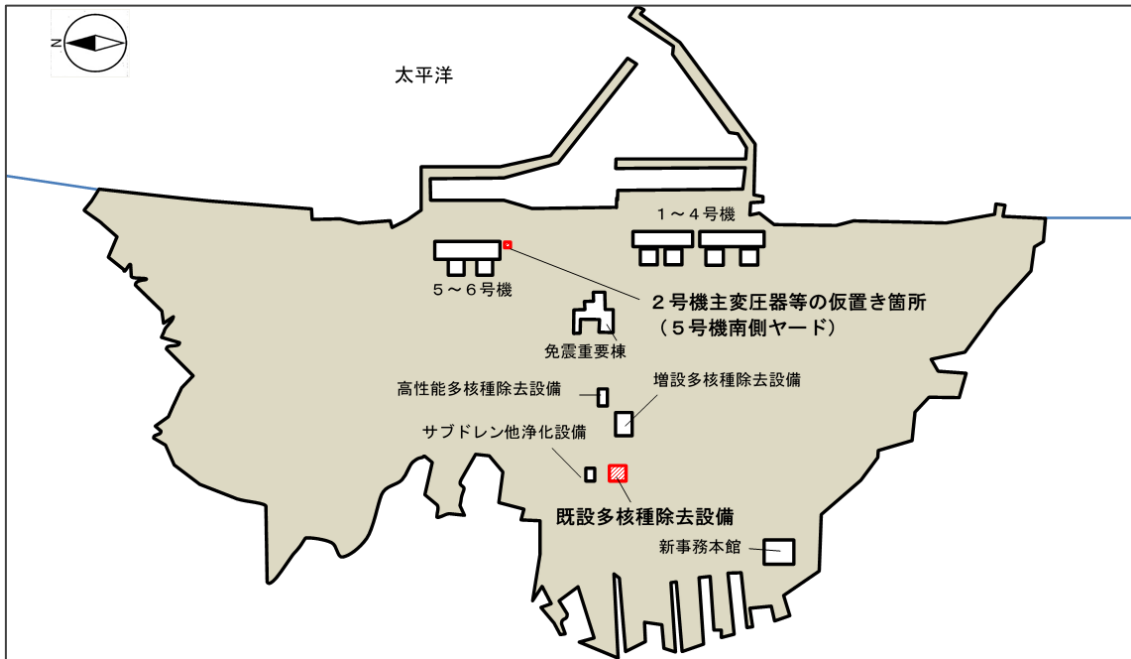 N
太平洋
１～４号機
５～６号機
２号機主変圧器等の仮置き箇所
（５号機南側ヤード）
免震重要棟
増設多核種除去設備
高性能多核種除去設備
サブドレン他浄化設備
既設多核種除去設備
新事務本館